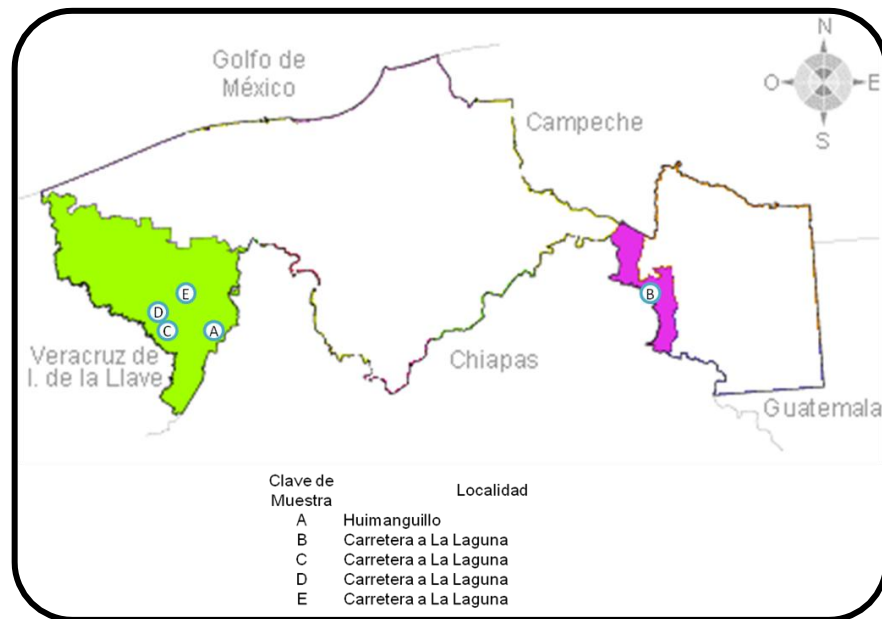 Golfo de
México
N
O
E
S
Campeche
E
D
B
C
A
Veracruz de
I. de la Llave
Chiapas
Guatemala
Clave de
Muestra
Localidad
A Huimanguillo
B Carretera a La Laguna
C Carretera a La Laguna
D Carretera a La Laguna
E Carretera a La Laguna